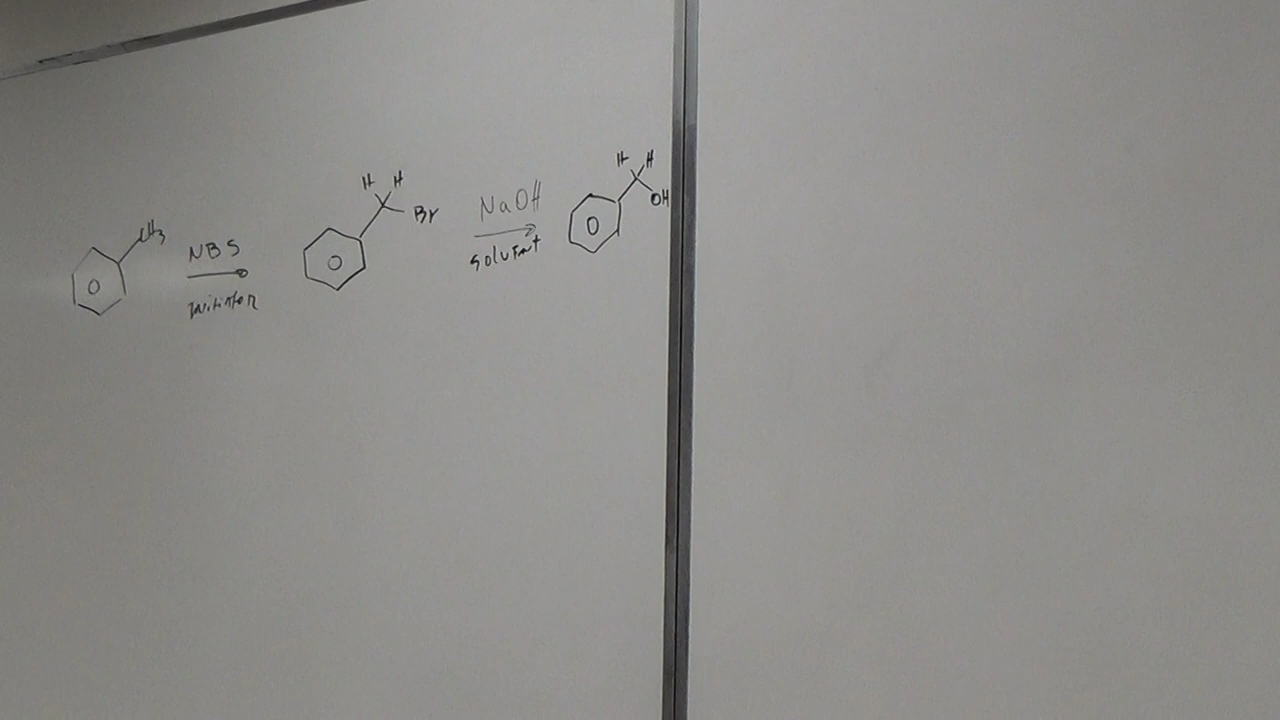 CH3
NBS
initiator
H H
Br
NaOH
solvent
H H
OH